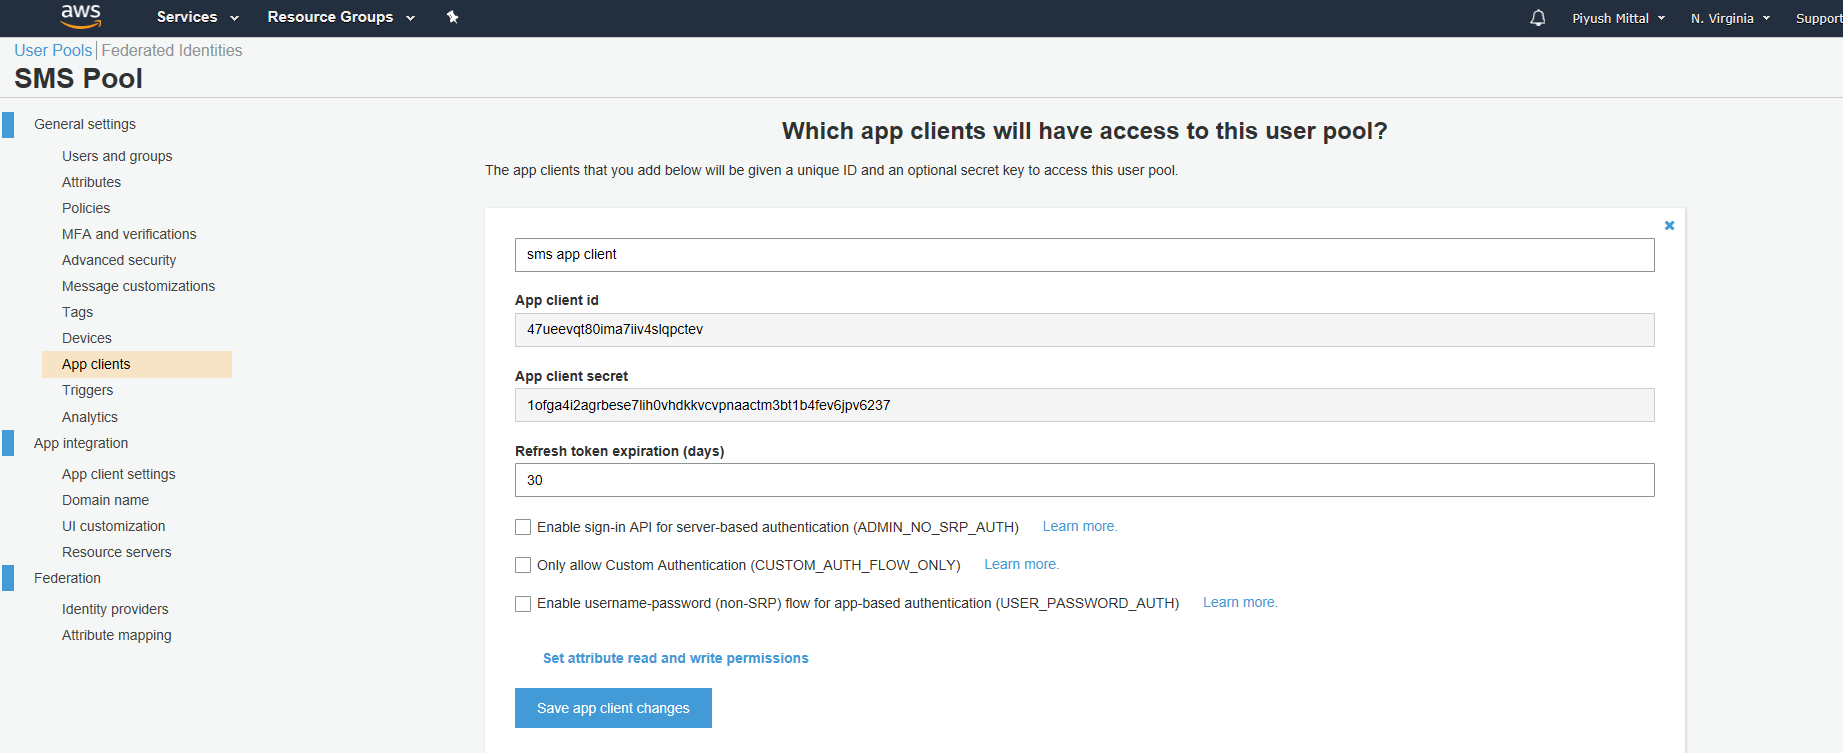 aws Services Resource Groups Piyush Mittal N. Virginia Support
User Pools | Federated Identities
SMS Pool
General settings
Users and groups
Attributes
Policies
MFA and verifications
Advanced security
Message customizations
Tags
Devices
App clients
Triggers
Analytics
App integration
App client settings
Domain name
UI customization
Resource servers
Federation
Identity providers
Attribute mapping
Which app clients will have access to this user pool?
The app clients that you add below will be given a unique ID and an optional secret key to access this user pool.
sms app client
App client id
47ueevqt80ima7iiv4slqpctev
App client secret
1ofga4i2agrbese7lih0vhdkkvcvpnaactm3bt1b4fev6jpv6237
Refresh token expiration (days)
30
Enable sign-in API for server-based authentication (ADMIN_NO_SRP_AUTH) Learn more.
Only allow Custom Authentication (CUSTOM_AUTH_FLOW_ONLY) Learn more.
Enable username-password (non-SRP) flow for app-based authentication (USER_PASSWORD_AUTH) Learn more.
Set attribute read and write permissions
Save app client changes